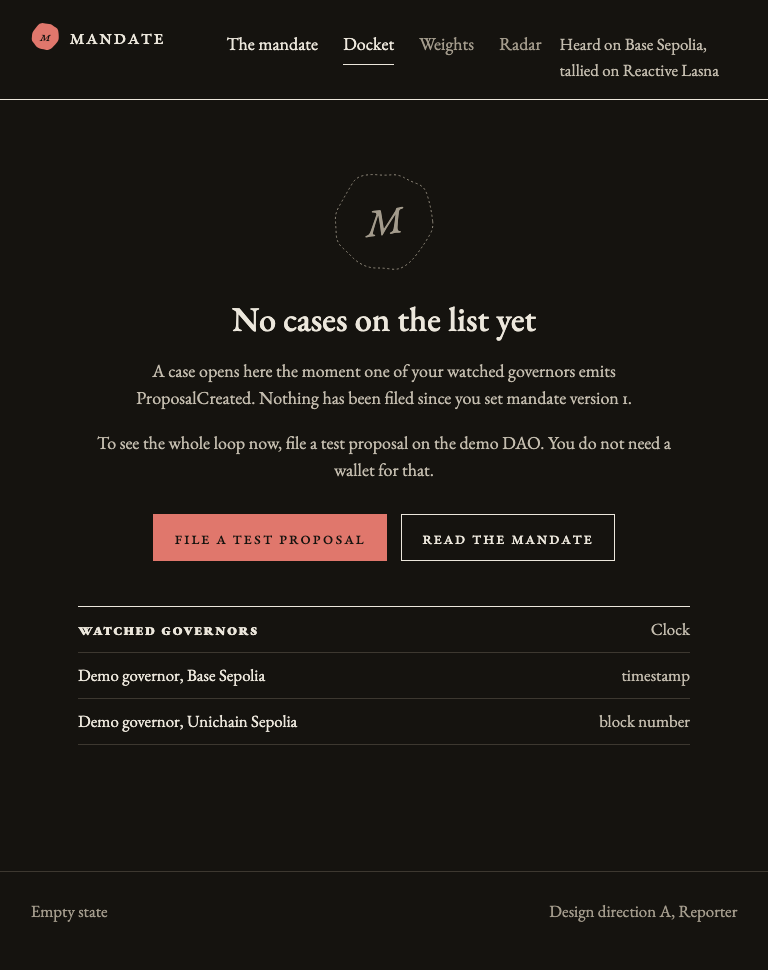 M MANDATE
The mandate Docket Weights Radar Heard on Base Sepolia,
tallied on Reactive Lasna
M
No cases on the list yet
A case opens here the moment one of your watched governors emits
ProposalCreated. Nothing has been filed since you set mandate version 1.
To see the whole loop now, file a test proposal on the demo DAO. You do not need a
wallet for that.
FILE A TEST PROPOSAL READ THE MANDATE
WATCHED GOVERNORS Clock
Demo governor, Base Sepolia timestamp
Demo governor, Unichain Sepolia block number
Empty state Design direction A, Reporter